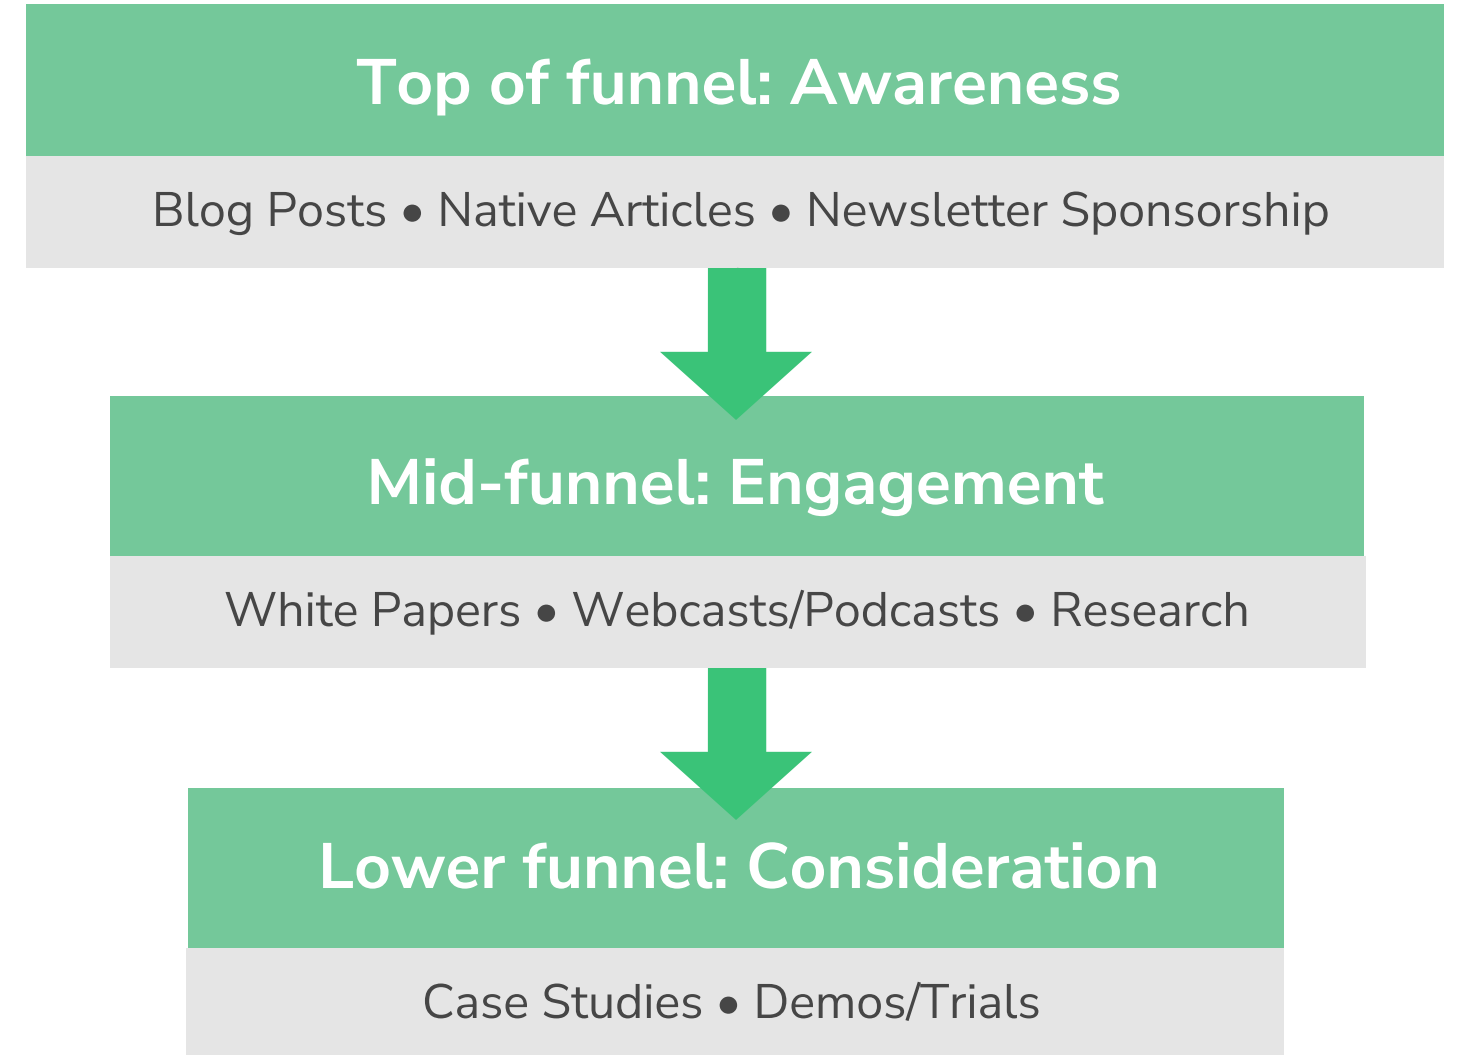 Top of funnel: Awareness
Blog Posts • Native Articles • Newsletter Sponsorship
Mid-funnel: Engagement
White Papers • Webcasts/Podcasts • Research
Lower funnel: Consideration
Case Studies • Demos/Trials